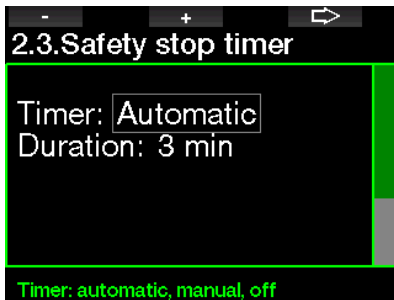 - +
2.3.Safety stop timer
Timer: Automatic
Duration: 3 min
Timer: automatic, manual, off